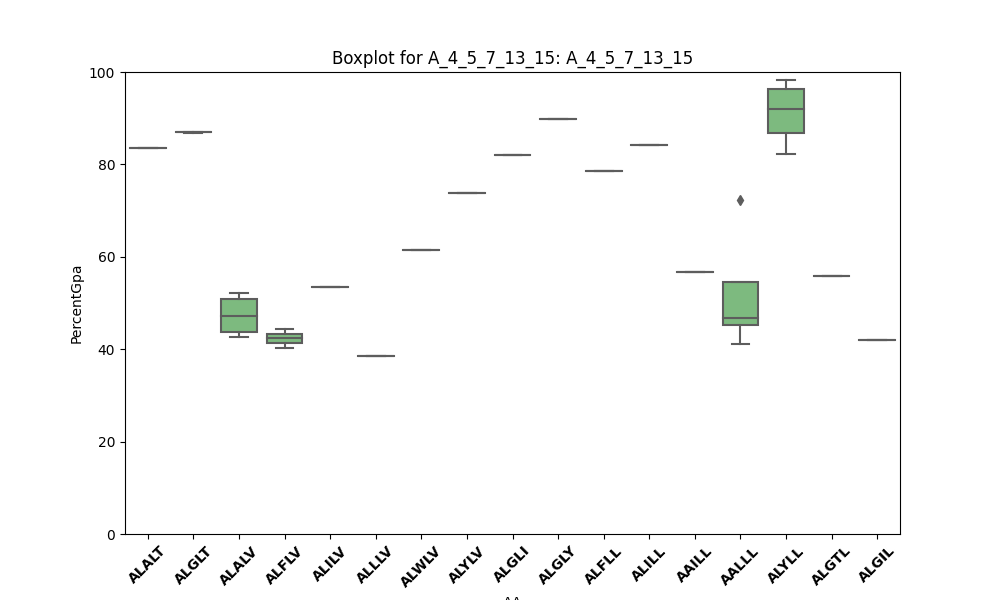 Boxplot for A_4_5_7_13_15: A_4_5_7_13_15
PercentGpa
100
80
60
40
20
0
ALALT
ALGLT
ALALV
ALFLV
ALILV
ALLLV
ALWLV
ALYLV
ALGLI
ALGLY
ALFLL
ALILL
AAILL
AALLL
ALYLL
ALGTL
ALGIL